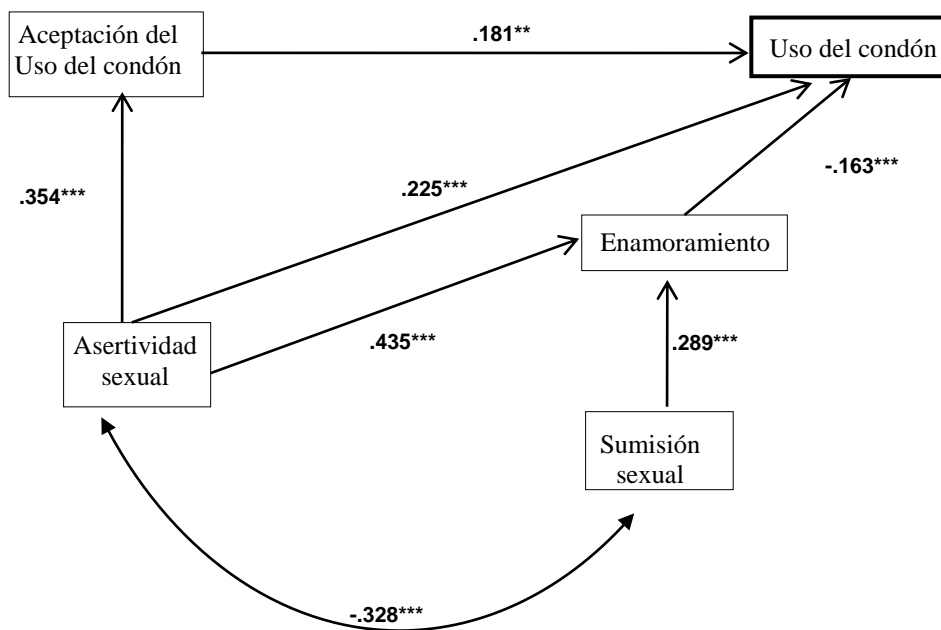 Aceptación del
Uso del condón
.181**
Uso del condón
.354***
.225***
-.163***
Enamoramiento
.435***
.289***
Asertividad
sexual
Sumisión
sexual
-.328***